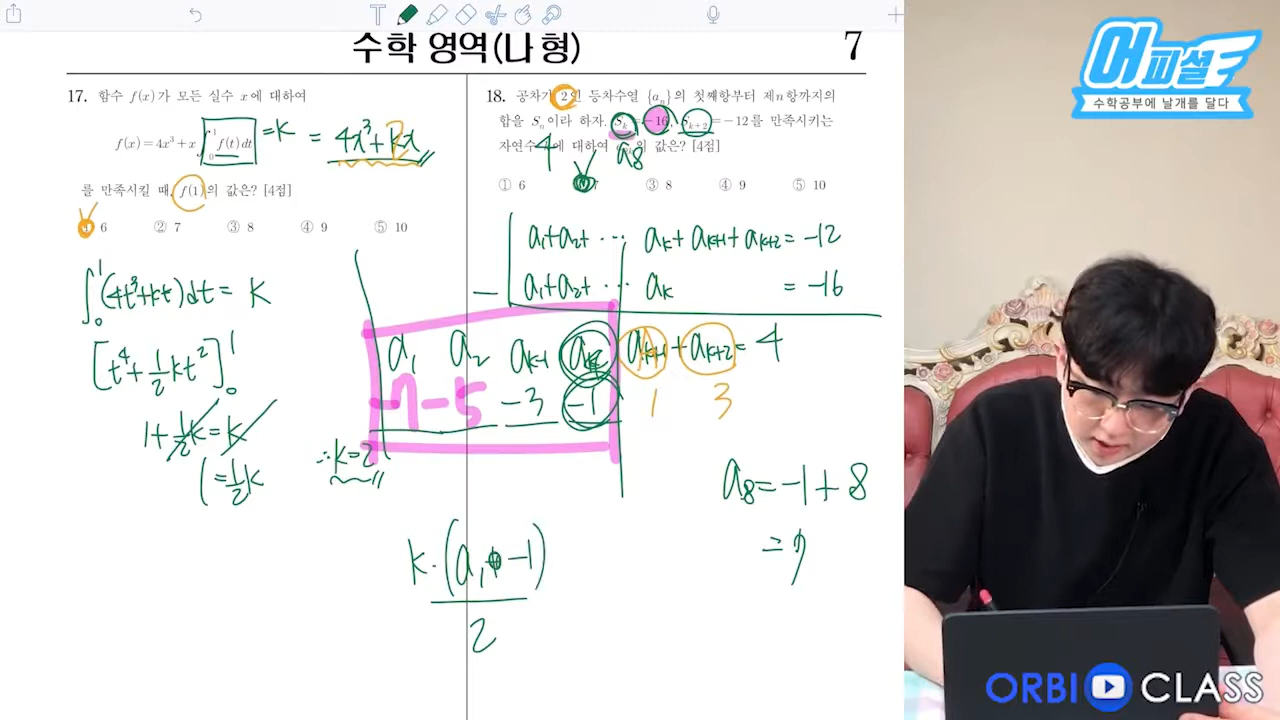 수학 영역(나 형)
7
17. 함수 f(x)가 모든 실수 x에 대하여
f(x)=4x³+x∫₀¹ f(t)dt =k = 4x³+kx
를 만족시킬 때, f(1)의 값은? [4점]
① 6 ② 7 ③ 8 ④ 9 ⑤ 10
∫₀¹(4t³+kt)dt = k
[t⁴+½kt²]₀¹
1+½k=k
1=½k
∴k=2
18. 공차가 2인 등차수열 {aₙ}의 첫째항부터 제n항까지의
합을 Sₙ이라 하자. Sₖ=-16, Sₖ₊₂=-12를 만족시키는
자연수 에 대하여 의 값은? [4점]
4 a₈
① 6 7 ③ 8 ④ 9 ⑤ 10
a₁+a₂+ ⋯ aₖ+aₖ₊₁+aₖ₊₂=-12
- a₁+a₂+ ⋯ aₖ = -16
a₁ a₂ aₖ₋₁ aₖ aₖ₊₁+aₖ₊₂=4
-7 -5 -3 -1 1 3
a₈=-1+8
=7
k·(a₁-1)
2
어피셜
수학공부에 날개를 달다
ORBI CLASS